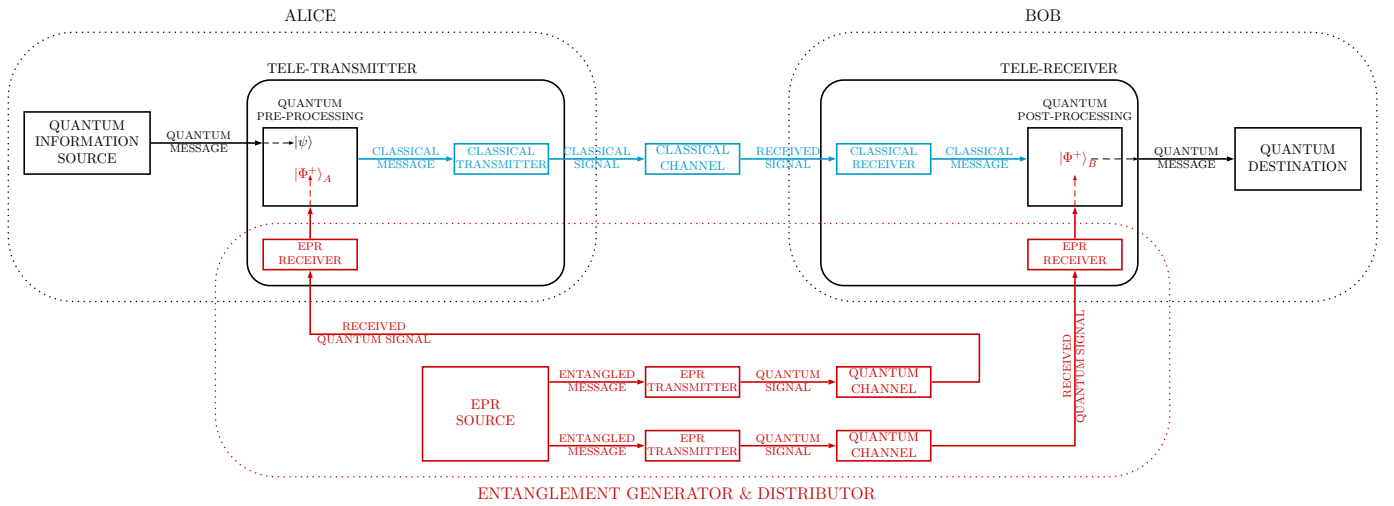 ALICE
BOB
TELE-TRANSMITTER
TELE-RECEIVER
QUANTUM
PRE-PROCESSING
QUANTUM
POST-PROCESSING
QUANTUM
INFORMATION
SOURCE
QUANTUM
MESSAGE
|ψ⟩
|Φ⁺⟩_A
CLASSICAL
MESSAGE
CLASSICAL
TRANSMITTER
CLASSICAL
SIGNAL
CLASSICAL
CHANNEL
RECEIVED
SIGNAL
CLASSICAL
RECEIVER
CLASSICAL
MESSAGE
|Φ⁺⟩_B
QUANTUM
MESSAGE
QUANTUM
DESTINATION
EPR
RECEIVER
EPR
RECEIVER
RECEIVED
QUANTUM SIGNAL
RECEIVED
QUANTUM SIGNAL
EPR
SOURCE
ENTANGLED
MESSAGE
EPR
TRANSMITTER
QUANTUM
SIGNAL
QUANTUM
CHANNEL
ENTANGLED
MESSAGE
EPR
TRANSMITTER
QUANTUM
SIGNAL
QUANTUM
CHANNEL
ENTANGLEMENT GENERATOR & DISTRIBUTOR